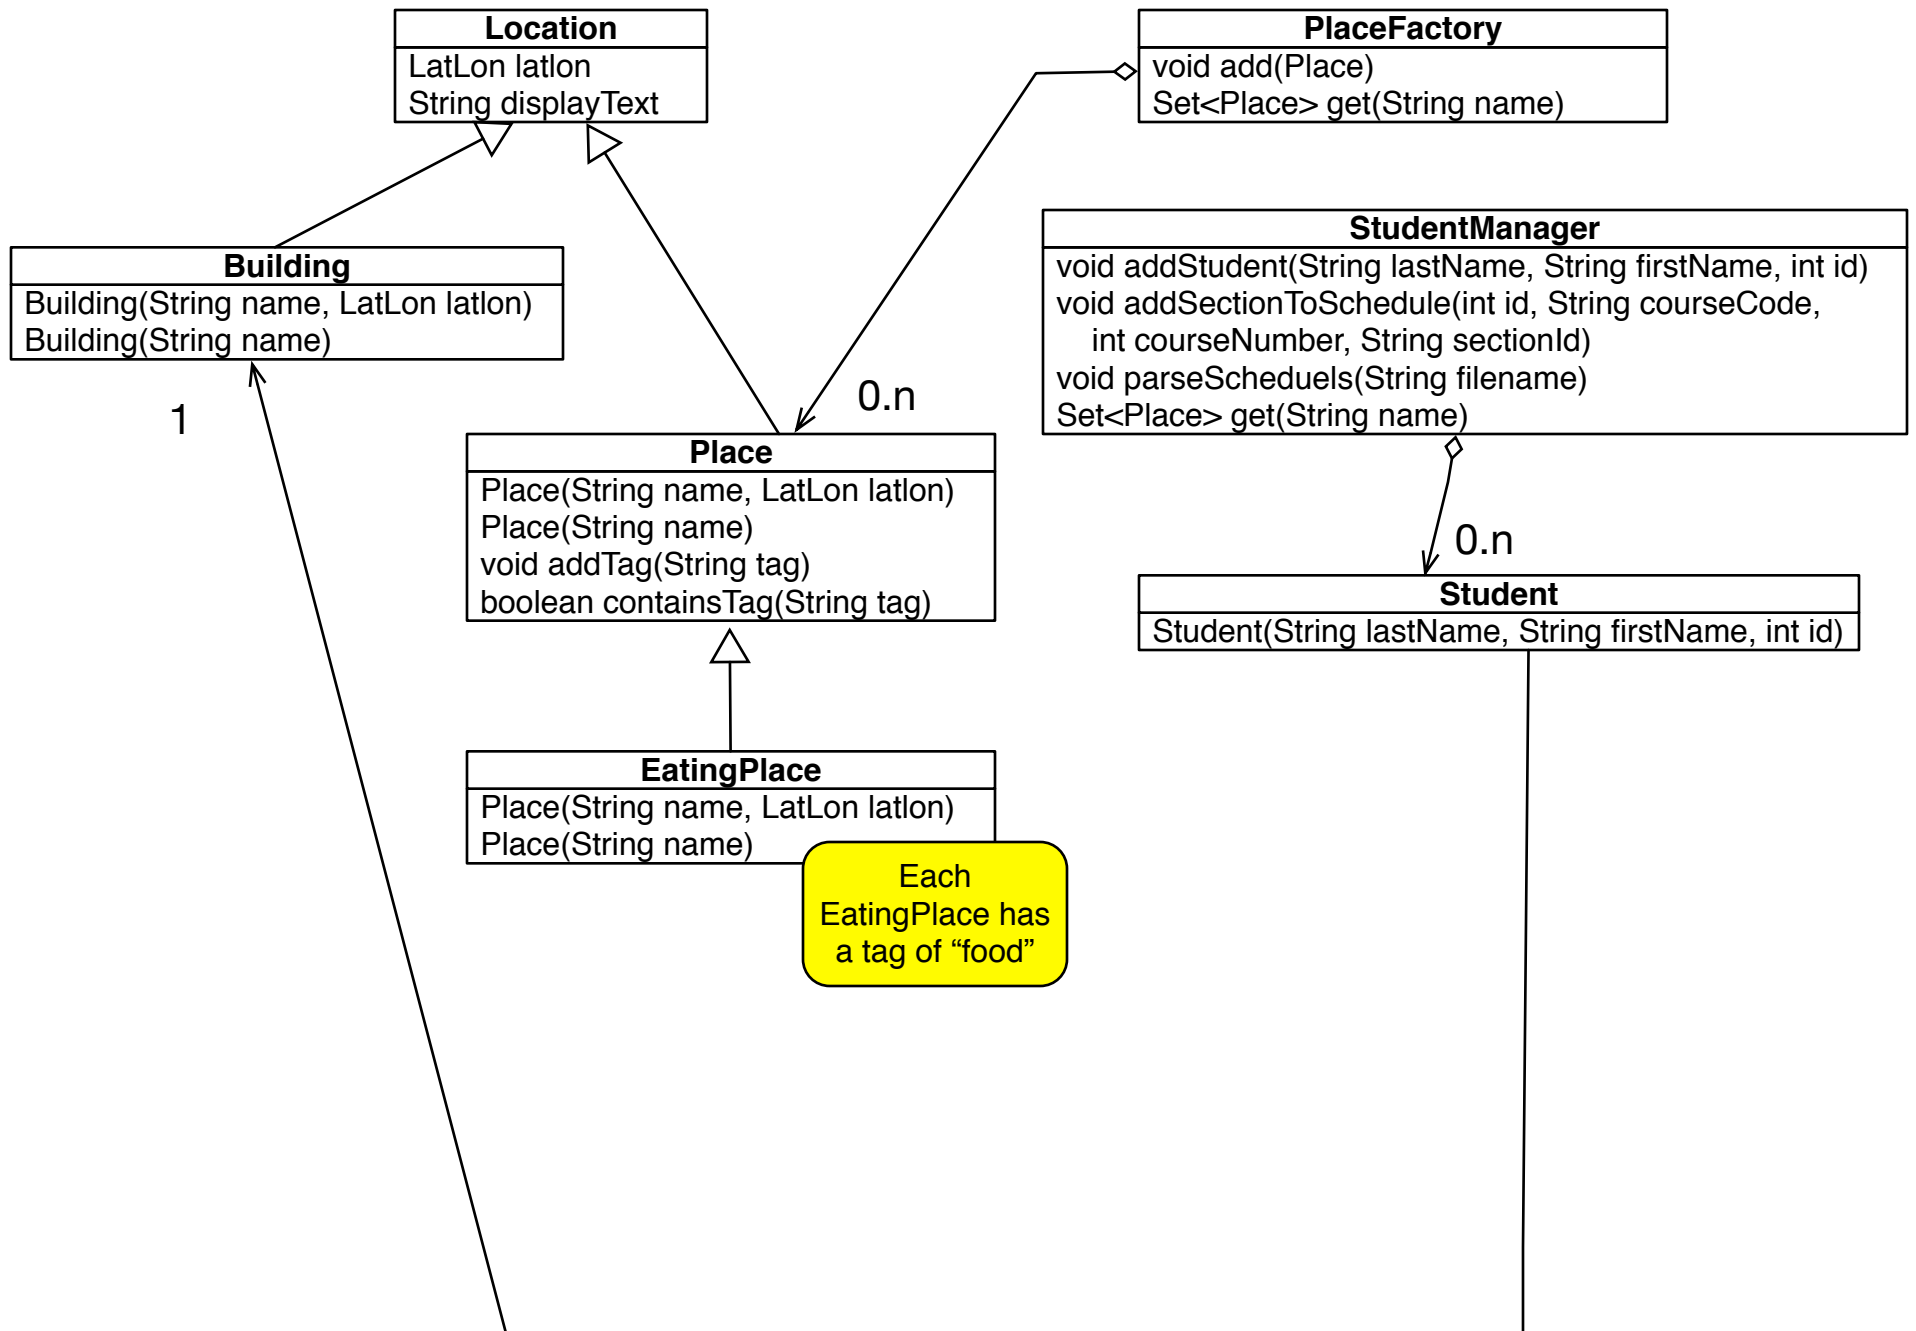 Location
LatLon latlon
String displayText
PlaceFactory
void add(Place)
Set<Place> get(String name)
StudentManager
void addStudent(String lastName, String firstName, int id)
void addSectionToSchedule(int id, String courseCode,
int courseNumber, String sectionId)
void parseScheduels(String filename)
Set<Place> get(String name)
Building
Building(String name, LatLon latlon)
Building(String name)
1
0.n
Place
Place(String name, LatLon latlon)
Place(String name)
void addTag(String tag)
boolean containsTag(String tag)
0.n
Student
Student(String lastName, String firstName, int id)
EatingPlace
Place(String name, LatLon latlon)
Place(String name)
Each
EatingPlace has
a tag of “food”